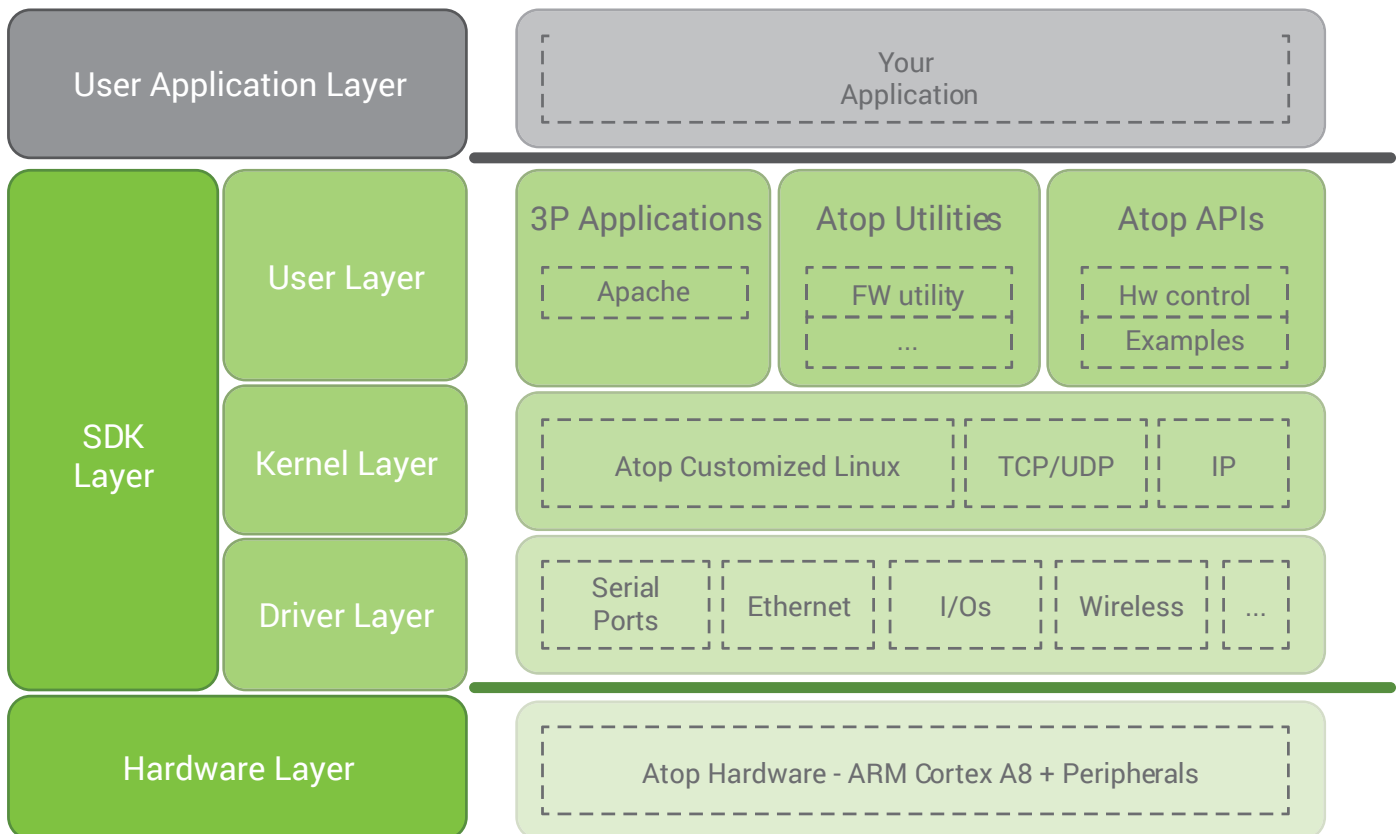 User Application Layer
Your
Application
SDK
Layer
User Layer
3P Applications
Apache
Atop Utilities
FW utility
...
Atop APIs
Hw control
Examples
Kernel Layer
Atop Customized Linux
TCP/UDP
IP
Driver Layer
Serial
Ports
Ethernet
I/Os
Wireless
...
Hardware Layer
Atop Hardware - ARM Cortex A8 + Peripherals